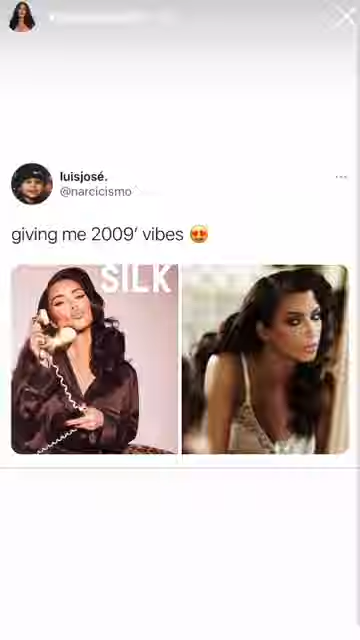 luisjosé.
@narcicismo
giving me 2009’ vibes 😍
SILK